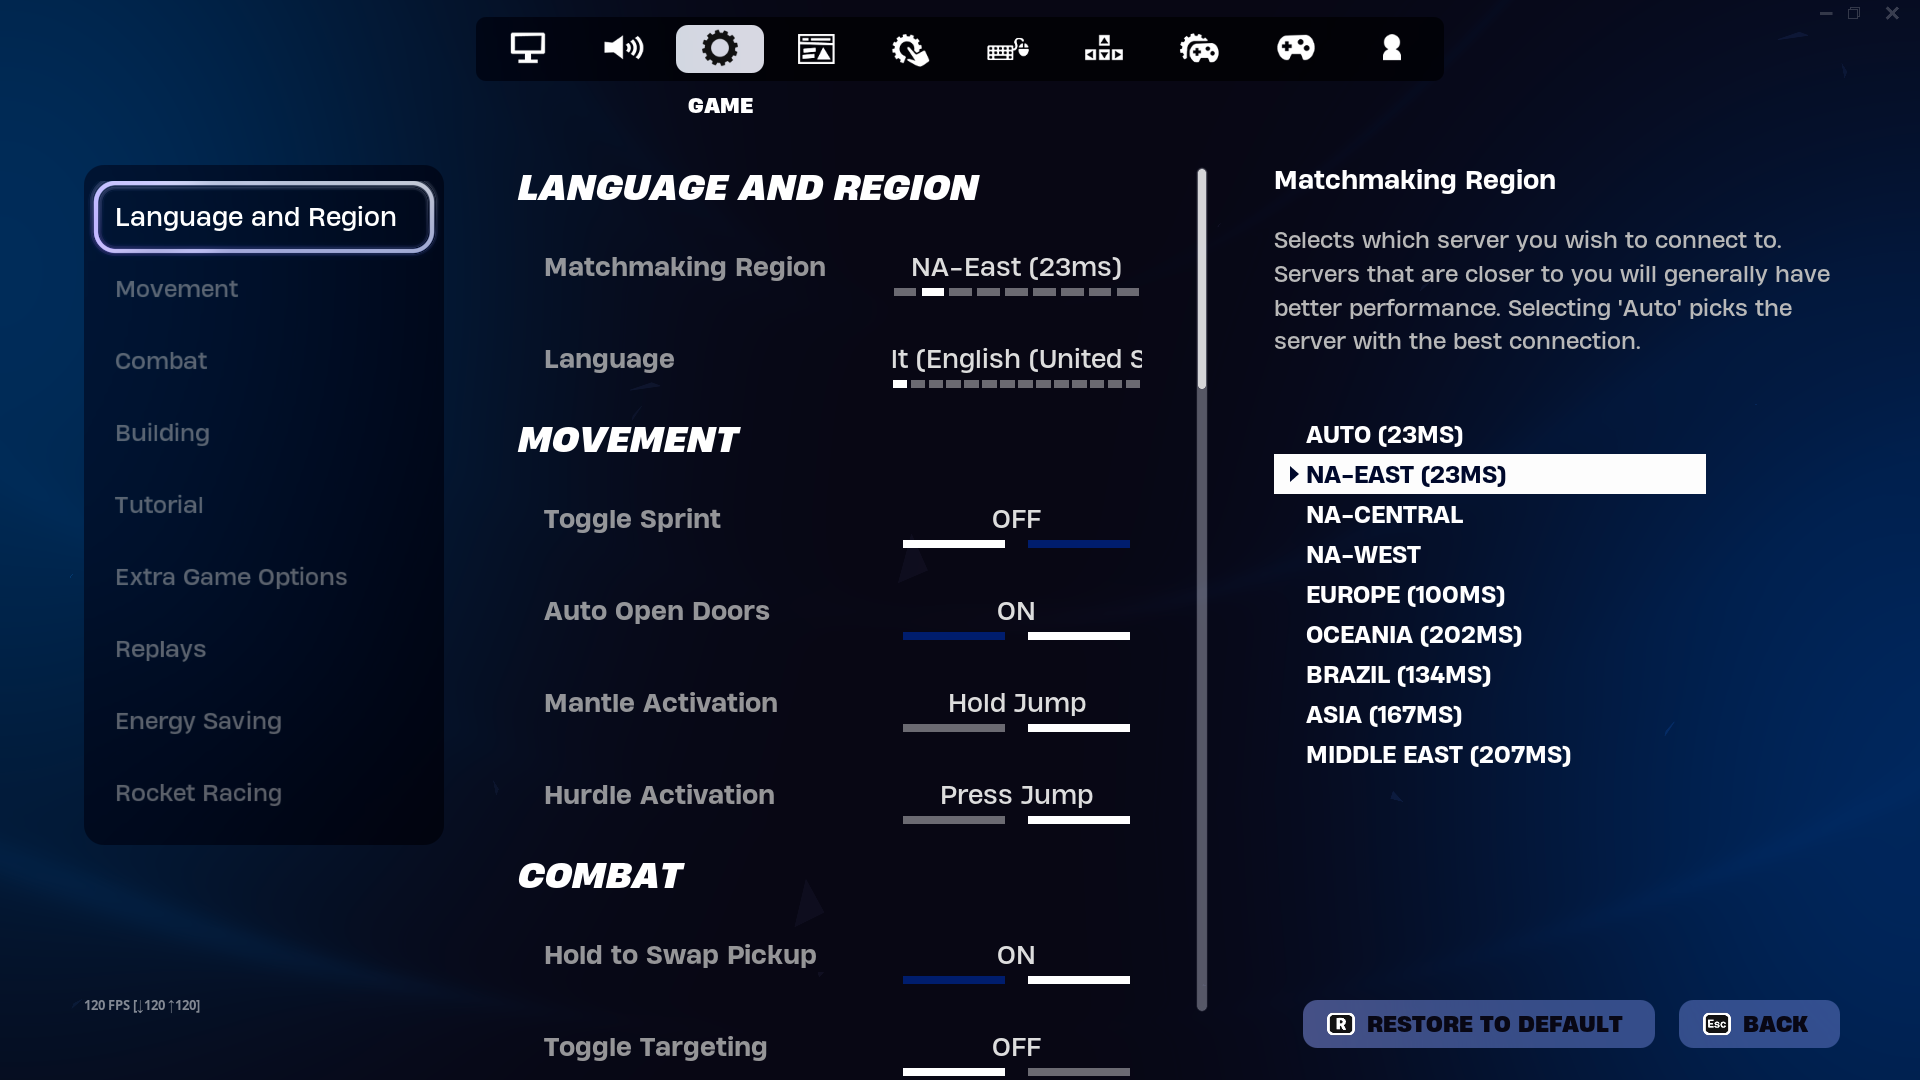 GAME
Language and Region
Movement
Combat
Building
Tutorial
Extra Game Options
Replays
Energy Saving
Rocket Racing
120 FPS [↓120 ↑120]
LANGUAGE AND REGION
Matchmaking Region NA-East (23ms)
Language lt (English (United S
MOVEMENT
Toggle Sprint OFF
Auto Open Doors ON
Mantle Activation Hold Jump
Hurdle Activation Press Jump
COMBAT
Hold to Swap Pickup ON
Toggle Targeting OFF
Matchmaking Region
Selects which server you wish to connect to.
Servers that are closer to you will generally have
better performance. Selecting 'Auto' picks the
server with the best connection.
AUTO (23MS)
NA-EAST (23MS)
NA-CENTRAL
NA-WEST
EUROPE (100MS)
OCEANIA (202MS)
BRAZIL (134MS)
ASIA (167MS)
MIDDLE EAST (207MS)
R RESTORE TO DEFAULT
Esc BACK